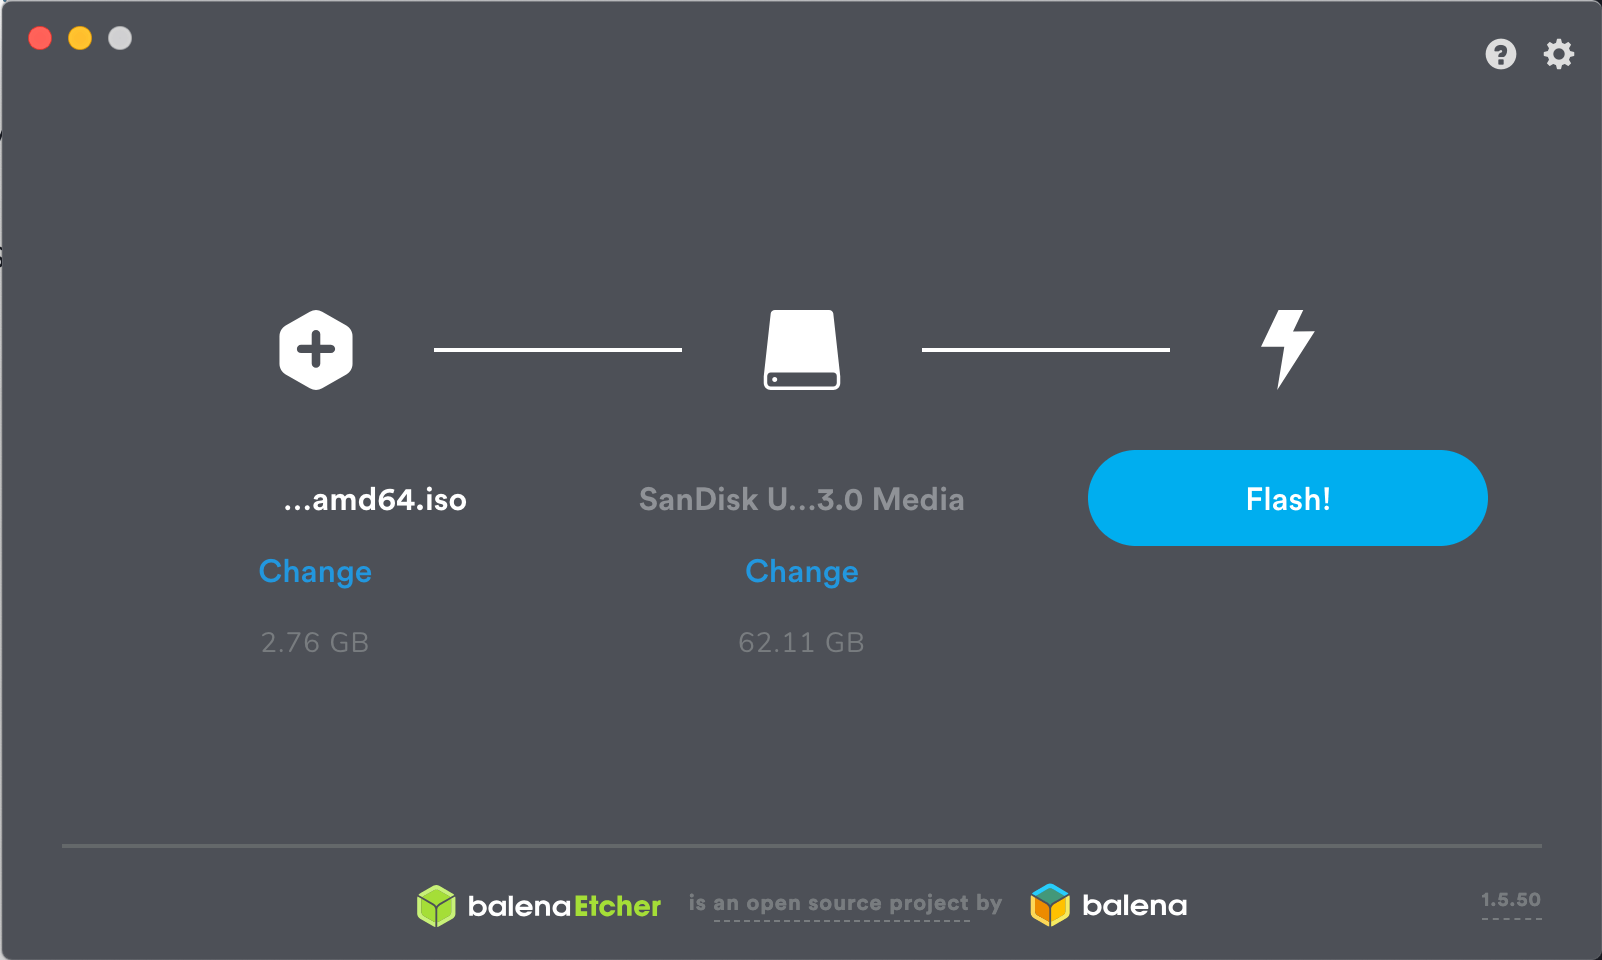 ...amd64.iso
Change
2.76 GB
SanDisk U...3.0 Media
Change
62.11 GB
Flash!
balenaEtcher is an open source project by balena
1.5.50